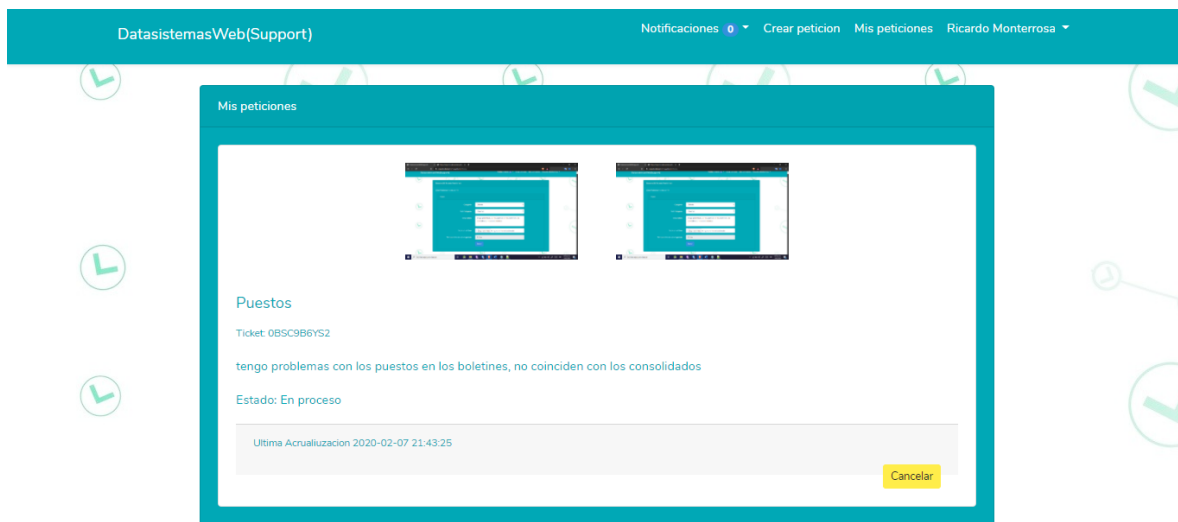 DatasistemasWeb(Support)
Notificaciones 0 Crear peticion Mis peticiones Ricardo Monterrosa
Mis peticiones
Puestos
Ticket: 0BSC9B6YS2
tengo problemas con los puestos en los boletines, no coinciden con los consolidados
Estado: En proceso
Ultima Acrualiuzacion 2020-02-07 21:43:25
Cancelar